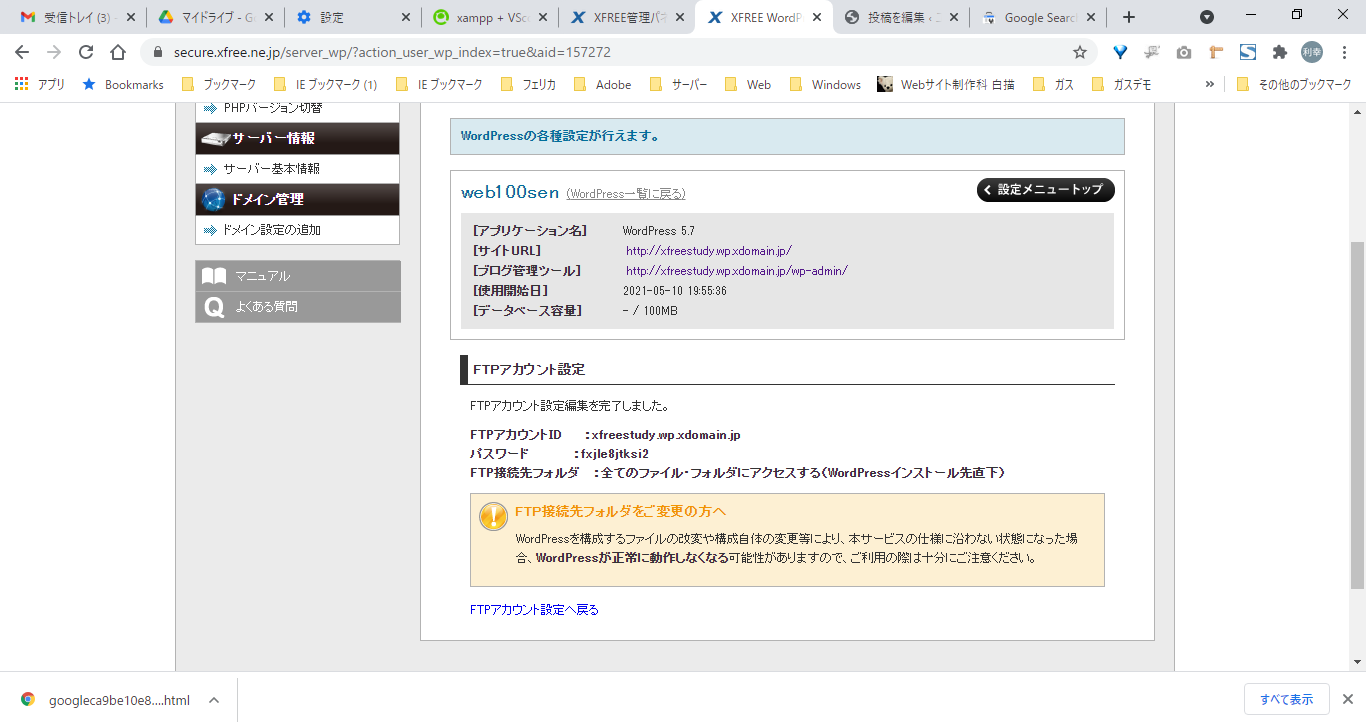 受信トレイ (3) -
マイドライブ - G
設定
xampp + VSc
XFREE管理パネ
XFREE WordP
投稿を編集 ‹
Google Searc
secure.xfree.ne.jp/server_wp/?action_user_wp_index=true&aid=157272
利幸
アプリ
Bookmarks
ブックマーク
IE ブックマーク (1)
IE ブックマーク
フェリカ
Adobe
サーバー
Web
Windows
Webサイト制作科 白描
ガス
ガスデモ
»
その他のブックマーク
PHPバージョン切替
サーバー情報
サーバー基本情報
ドメイン管理
ドメイン設定の追加
マニュアル
Q よくある質問
WordPressの各種設定が行えます。
web100sen (WordPress一覧に戻る)
設定メニュートップ
[アプリケーション名] WordPress 5.7
[サイトURL] http://xfreestudy.wp.xdomain.jp/
[ブログ管理ツール] http://xfreestudy.wp.xdomain.jp/wp-admin/
[使用開始日] 2021-05-10 19:55:36
[データベース容量] - / 100MB
FTPアカウント設定
FTPアカウント設定編集を完了しました。
FTPアカウントID ：xfreestudy.wp.xdomain.jp
パスワード ：fxjle8jtksi2
FTP接続先フォルダ ：全てのファイル・フォルダにアクセスする（WordPressインストール先直下）
FTP接続先フォルダをご変更の方へ
WordPressを構成するファイルの改変や構成自体の変更等により、本サービスの仕様に沿わない状態になった場
合、WordPressが正常に動作しなくなる可能性がありますので、ご利用の際は十分にご注意ください。
FTPアカウント設定へ戻る
googleca9be10e8....html
すべて表示